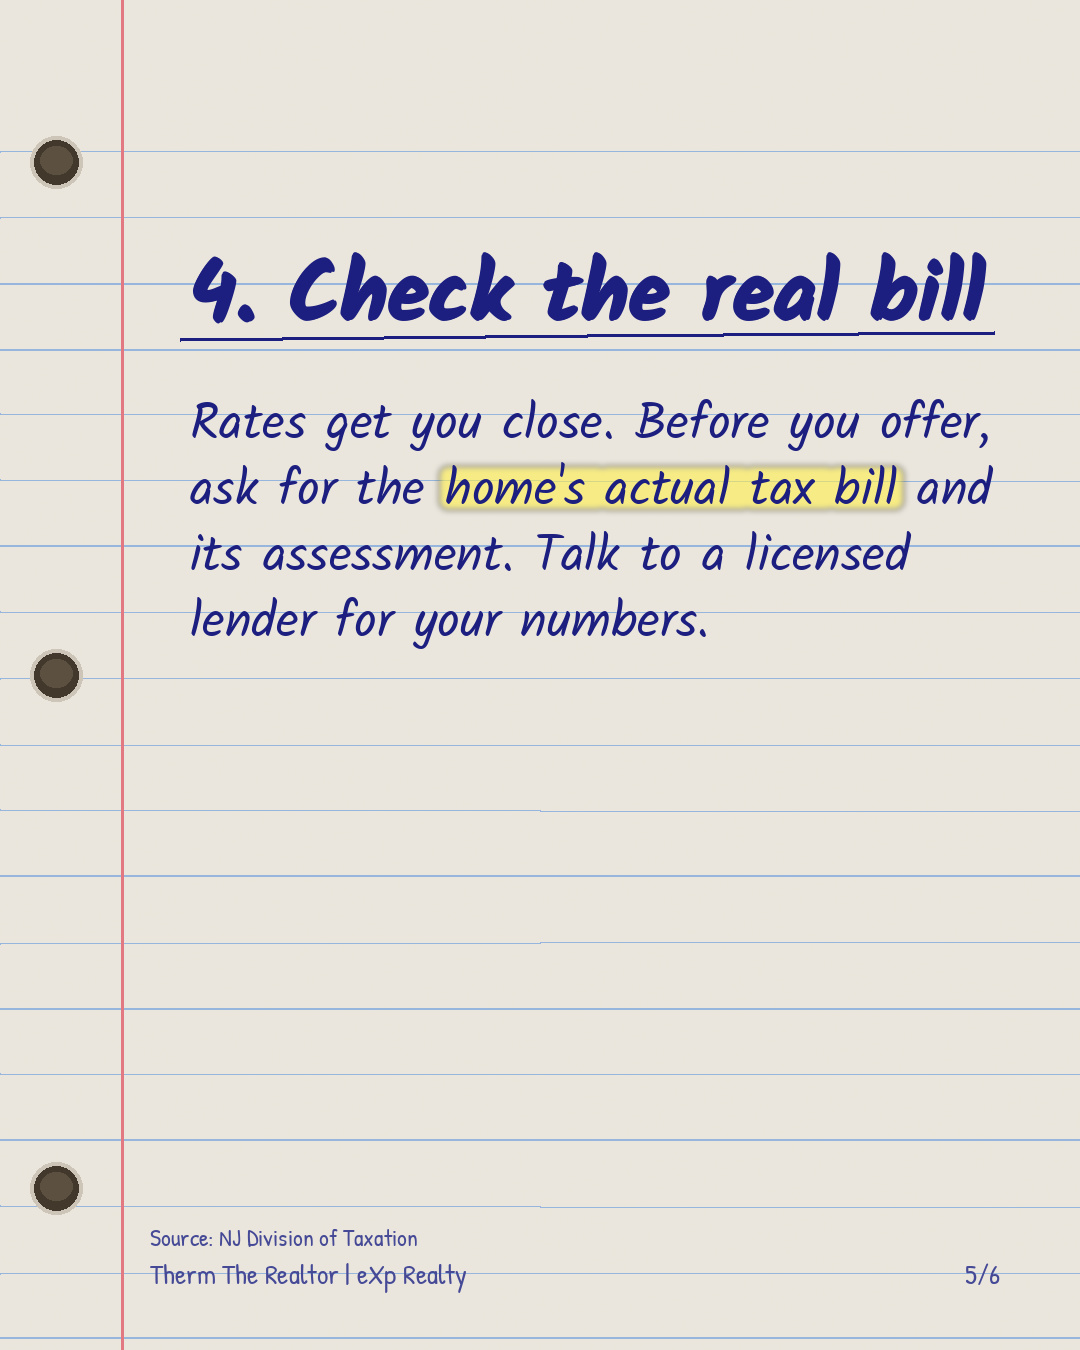 4. Check the real bill
Rates get you close. Before you offer,
ask for the home's actual tax bill and
its assessment. Talk to a licensed
lender for your numbers.
Source: NJ Division of Taxation
Therm The Realtor | eXp Realty
5/6